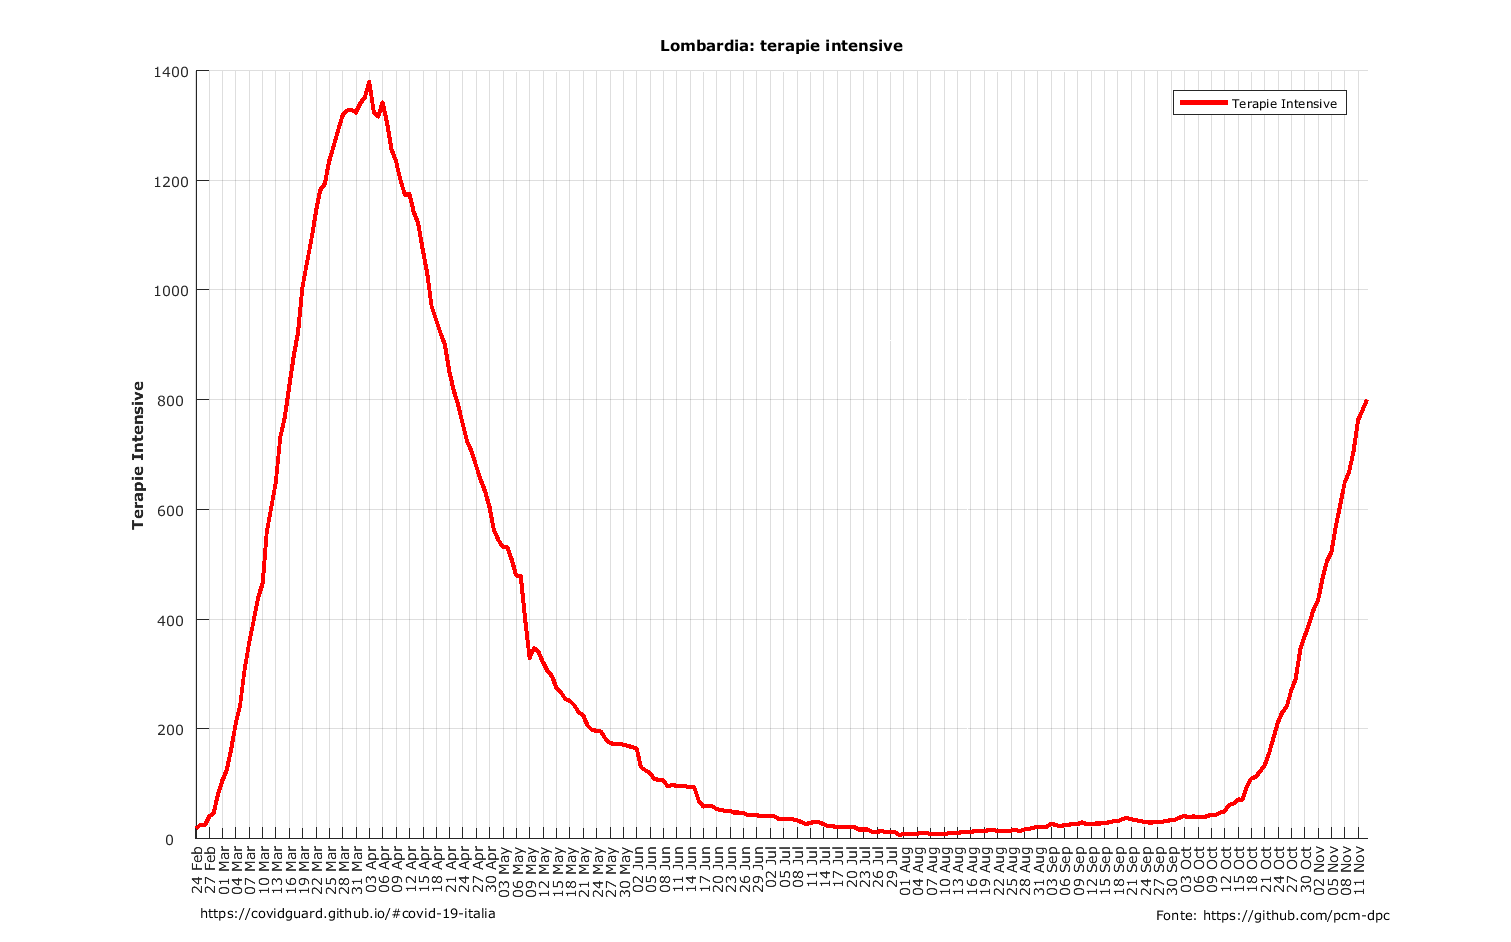 Lombardia: terapie intensive
Terapie Intensive
Terapie Intensive
1400
1200
1000
800
600
400
200
0
24 Feb
27 Feb
01 Mar
04 Mar
07 Mar
10 Mar
13 Mar
16 Mar
19 Mar
22 Mar
25 Mar
28 Mar
31 Mar
03 Apr
06 Apr
09 Apr
12 Apr
15 Apr
18 Apr
21 Apr
24 Apr
27 Apr
30 Apr
03 May
06 May
09 May
12 May
15 May
18 May
21 May
24 May
27 May
30 May
02 Jun
05 Jun
08 Jun
11 Jun
14 Jun
17 Jun
20 Jun
23 Jun
26 Jun
29 Jun
02 Jul
05 Jul
08 Jul
11 Jul
14 Jul
17 Jul
20 Jul
23 Jul
26 Jul
29 Jul
01 Aug
04 Aug
07 Aug
10 Aug
13 Aug
16 Aug
19 Aug
22 Aug
25 Aug
28 Aug
31 Aug
03 Sep
06 Sep
09 Sep
12 Sep
15 Sep
18 Sep
21 Sep
24 Sep
27 Sep
30 Sep
03 Oct
06 Oct
09 Oct
12 Oct
15 Oct
18 Oct
21 Oct
24 Oct
27 Oct
30 Oct
02 Nov
05 Nov
08 Nov
11 Nov
https://covidguard.github.io/#covid-19-italia
Fonte: https://github.com/pcm-dpc